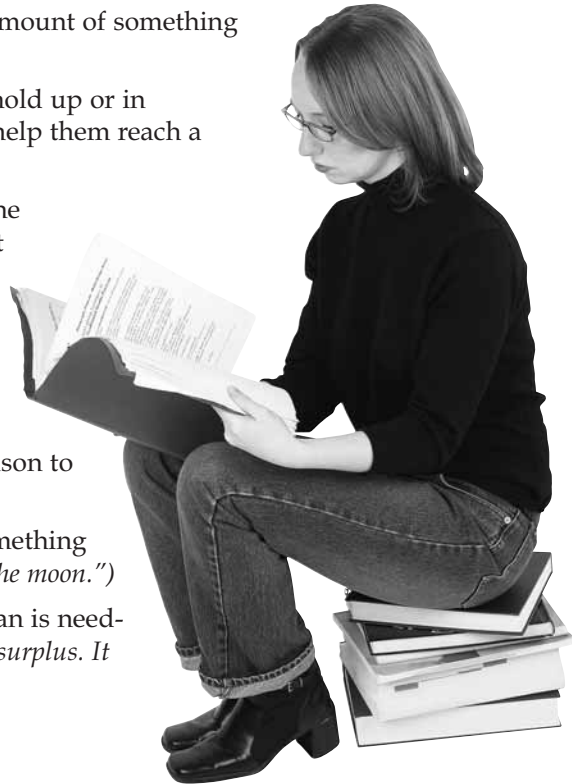 mount of something
hold up or in
help them reach a
he
t
son to
mething
he moon.")
an is need-
surplus. It